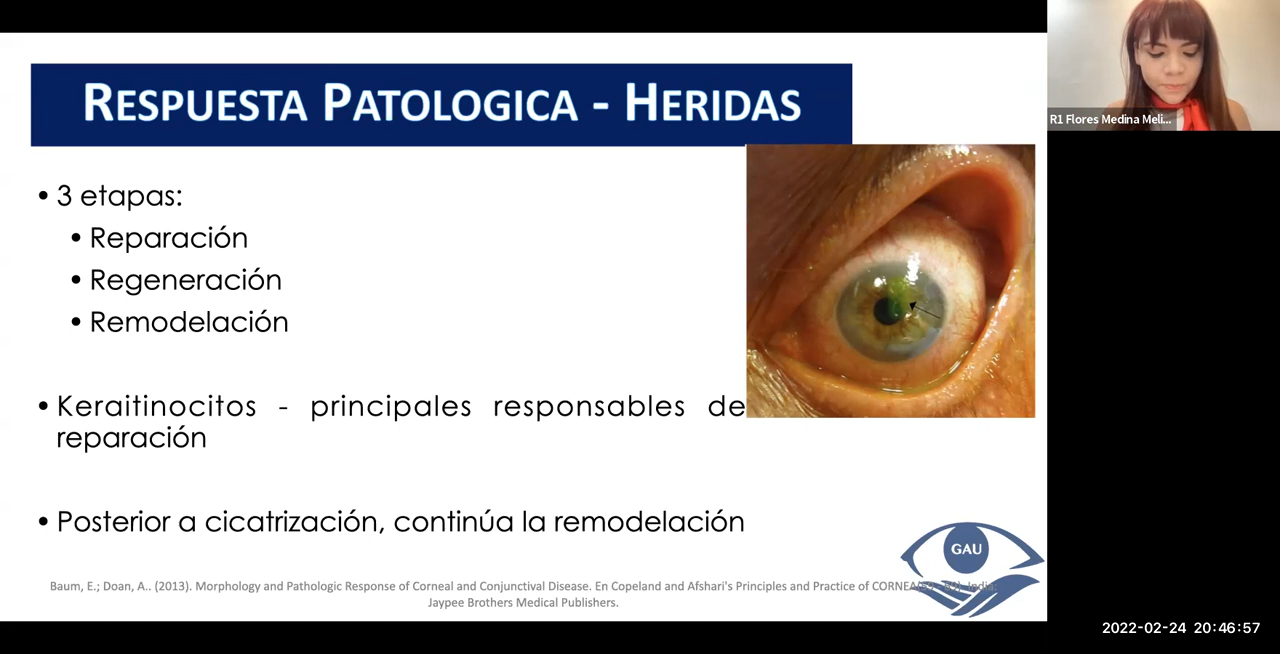 RESPUESTA PATOLOGICA - HERIDAS
• 3 etapas:
• Reparación
• Regeneración
• Remodelación
• Keraitinocitos - principales responsables de
reparación
• Posterior a cicatrización, continúa la remodelación
GAU
Baum, E.; Doan, A.. (2013). Morphology and Pathologic Response of Corneal and Conjunctival Disease. En Copeland and Afshari's Principles and Practice of CORNEA
Jaypee Brothers Medical Publishers.
R1 Flores Medina Meli...
2022-02-24 20:46:57